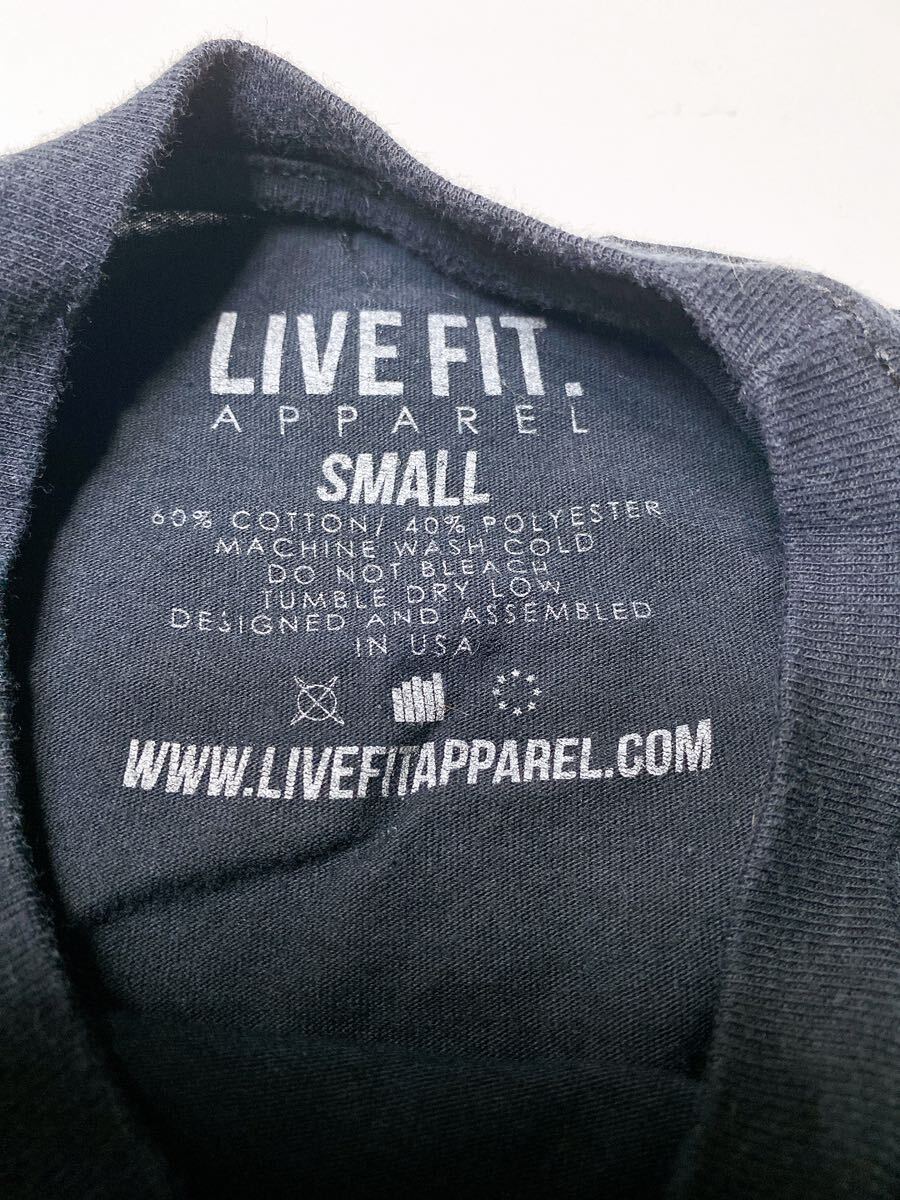 LIVE FIT.
APPAREL
SMALL
60% COTTON/ 40% POLYESTER
MACHINE WASH COLD
DO NOT BLEACH
TUMBLE DRY LOW
DESIGNED AND ASSEMBLED
IN USA
WWW.LIVEFITAPPAREL.COM